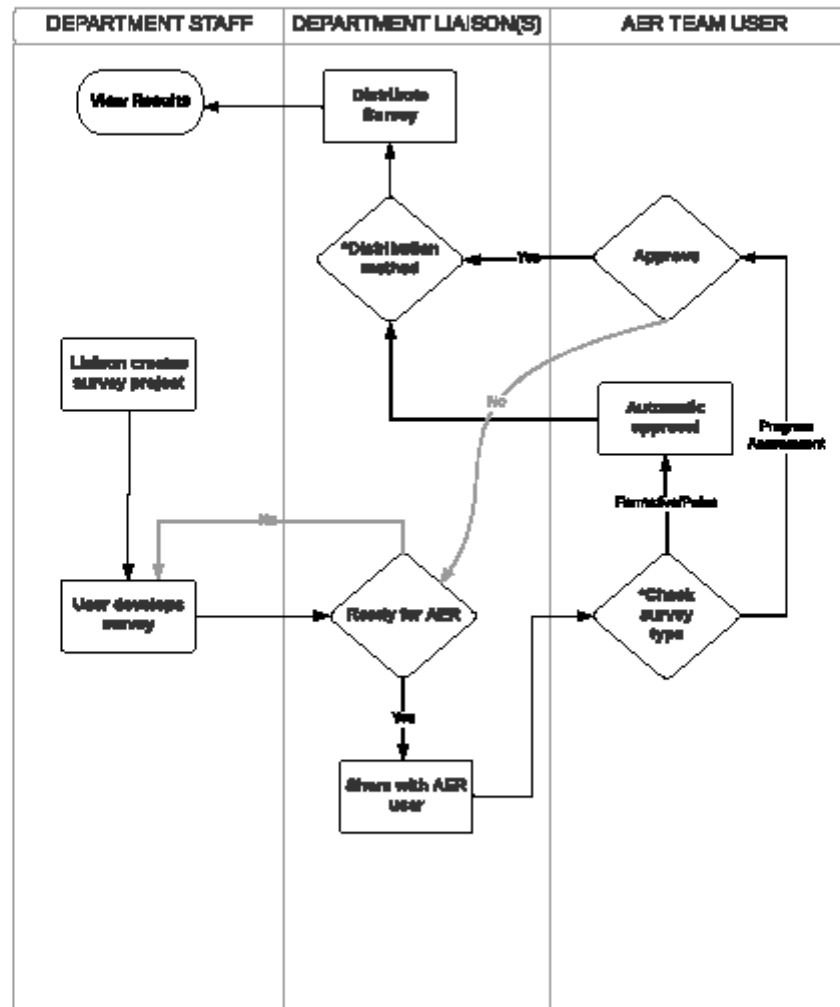 DEPARTMENT STAFF
DEPARTMENT LIAISON(S)
AER TEAM USER
View Results
Distribute
Survey
*Distribution
method
Yes
Approve
Liaison creates
survey project
No
Automatic
approval
Program
Assessment
Formative/Pulse
No
User develops
survey
Ready for AER
*Check
survey
type
Yes
Share with AER
user